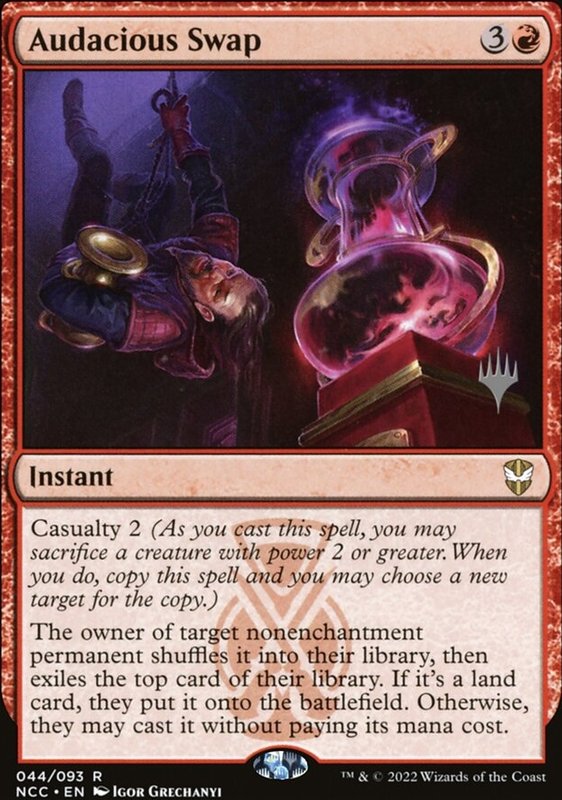 Audacious Swap 3
Instant
Casualty 2 (As you cast this spell, you may
sacrifice a creature with power 2 or greater. When
you do, copy this spell and you may choose a new
target for the copy.)
The owner of target nonenchantment
permanent shuffles it into their library, then
exiles the top card of their library. If it's a land
card, they put it onto the battlefield. Otherwise,
they may cast it without paying its mana cost.
044/093 R
NCC • EN Igor Grechanyi
™ & © 2022 Wizards of the Coast